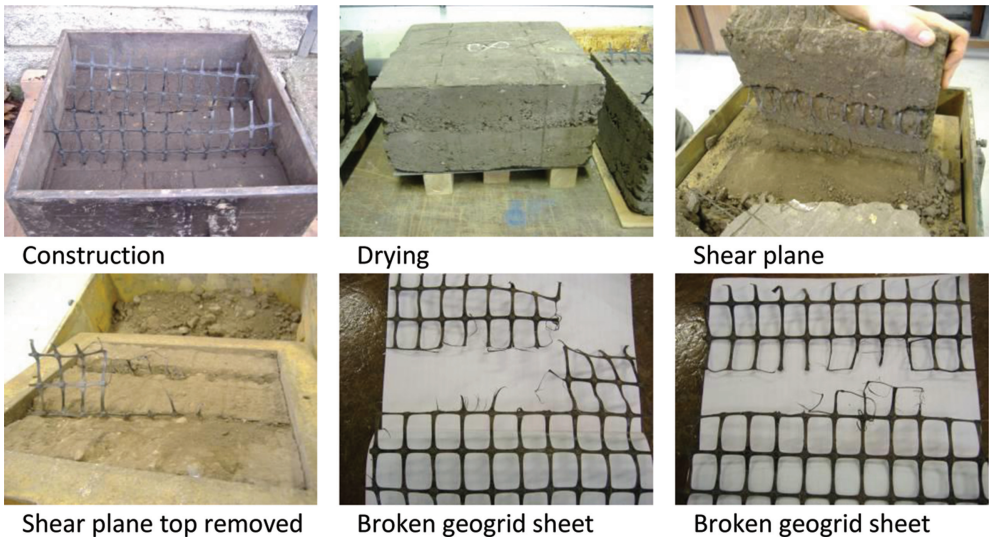 Construction
Drying
Shear plane
Shear plane top removed
Broken geogrid sheet
Broken geogrid sheet